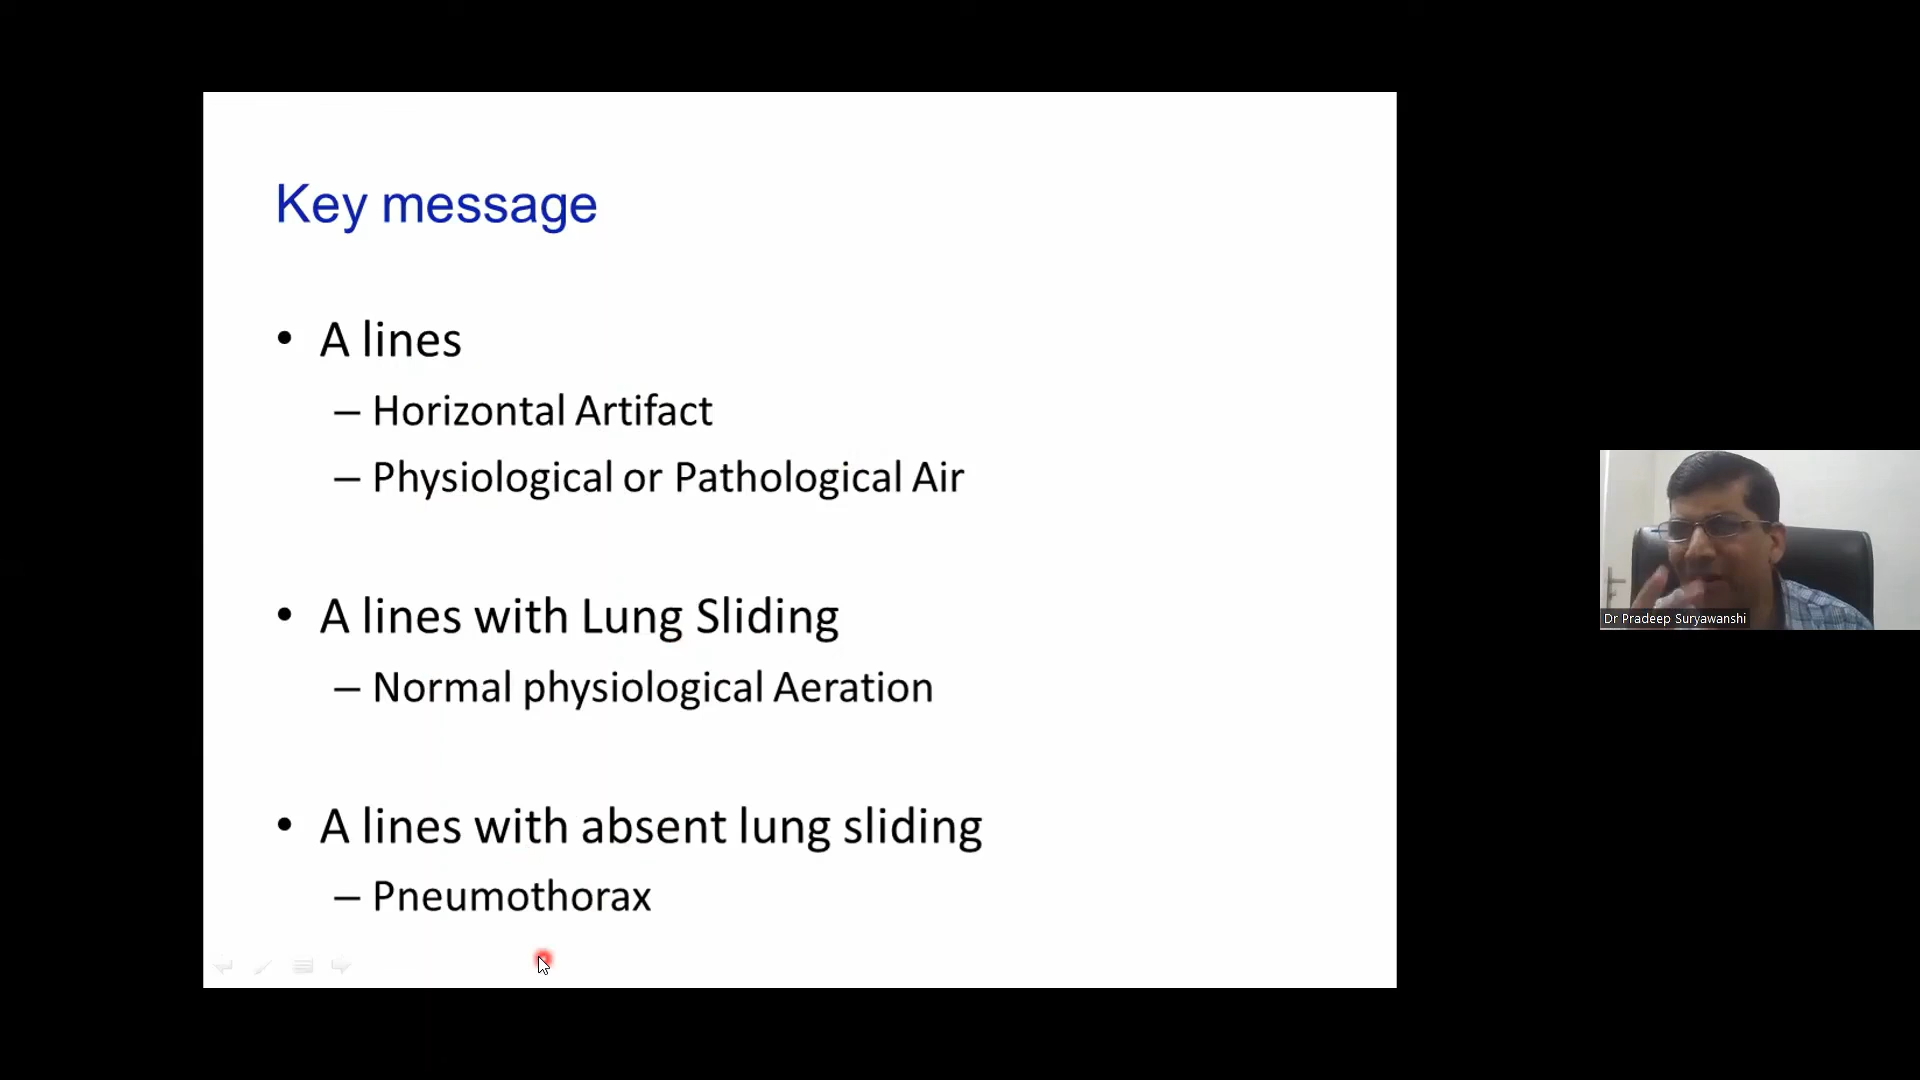 Key message
• A lines
– Horizontal Artifact
– Physiological or Pathological Air
• A lines with Lung Sliding
– Normal physiological Aeration
• A lines with absent lung sliding
– Pneumothorax
Dr Pradeep Suryawanshi